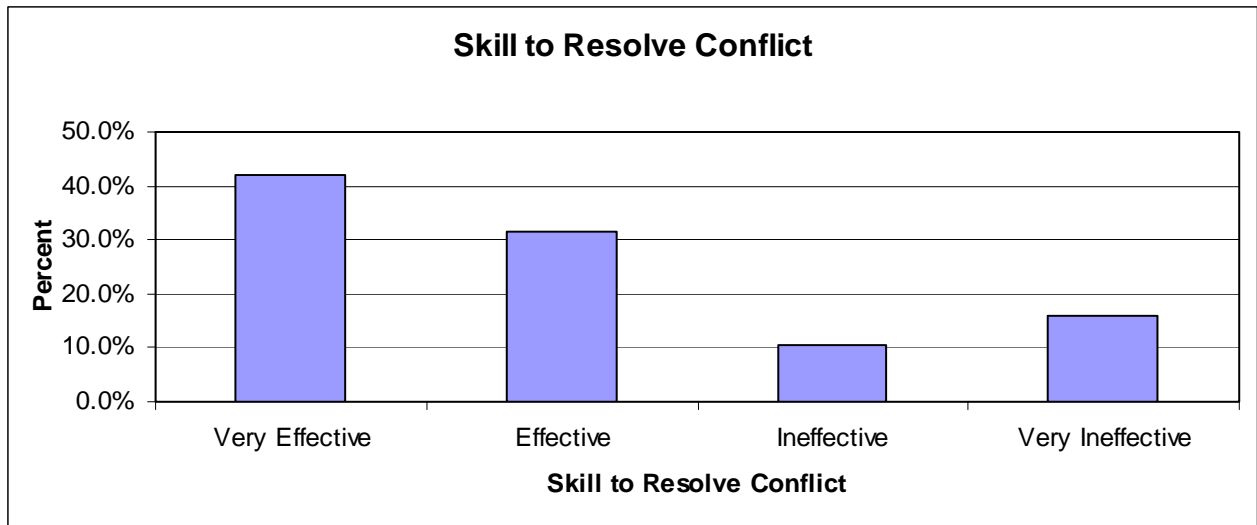 Skill to Resolve Conflict
50.0%
40.0%
30.0%
20.0%
10.0%
0.0%
Percent
Very Effective
Effective
Ineffective
Very Ineffective
Skill to Resolve Conflict